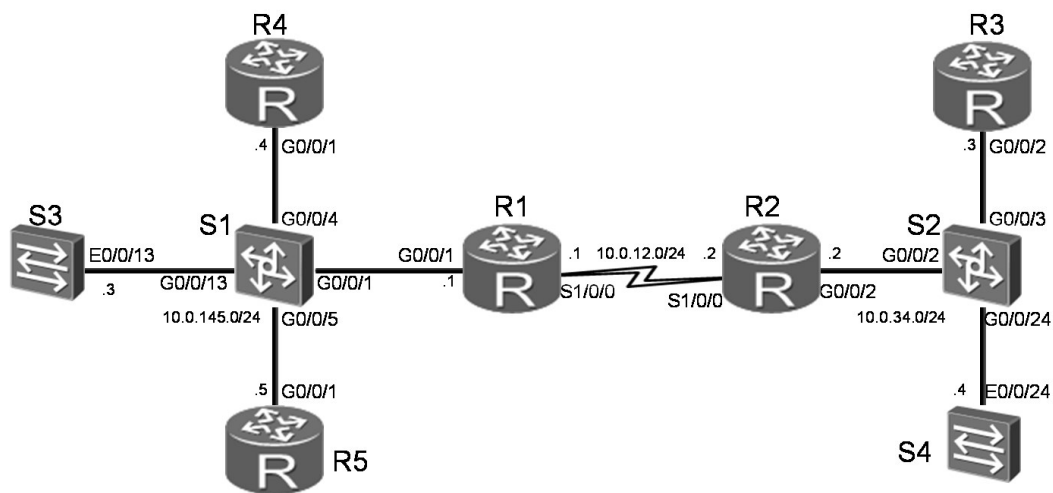 R4
R3
R
R
.4 G0/0/1
.3 G0/0/2
S3
S1
G0/0/4
R1
R2
S2
G0/0/3
E0/0/13
G0/0/1
.1 10.0.12.0/24 .2
.2
G0/0/2
.3
G0/0/13
G0/0/1
.1
R
S1/0/0
S1/0/0
R
G0/0/2
10.0.145.0/24
G0/0/5
10.0.34.0/24
G0/0/24
.5 G0/0/1
.4 E0/0/24
R
R5
S4